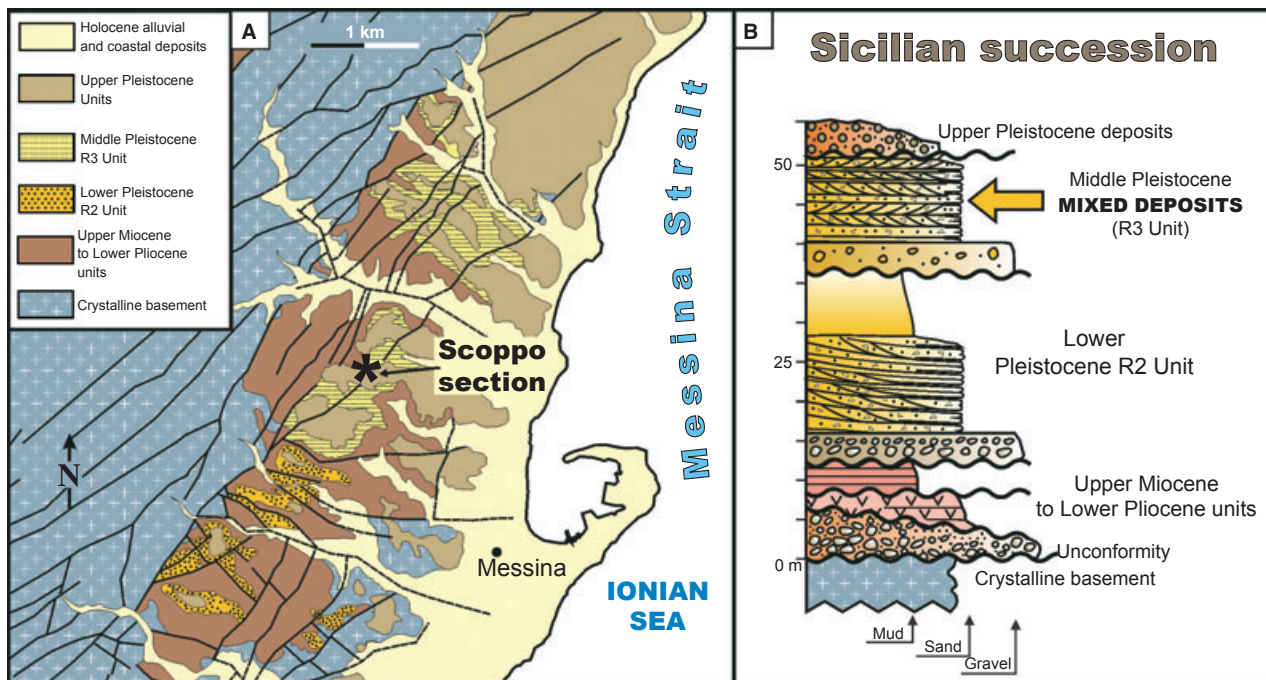 Holocene alluvial
and coastal deposits
Upper Pleistocene
Units
Middle Pleistocene
R3 Unit
Lower Pleistocene
R2 Unit
Upper Miocene
to Lower Pliocene
units
Crystalline basement
A
1 km
Messina Strait
Scoppo
section
N
Messina
IONIAN
SEA
B
Sicilian succession
Upper Pleistocene deposits
50
Middle Pleistocene
MIXED DEPOSITS
(R3 Unit)
Lower
Pleistocene R2 Unit
25
Upper Miocene
to Lower Pliocene units
Unconformity
0 m
Crystalline basement
Mud
Sand
Gravel